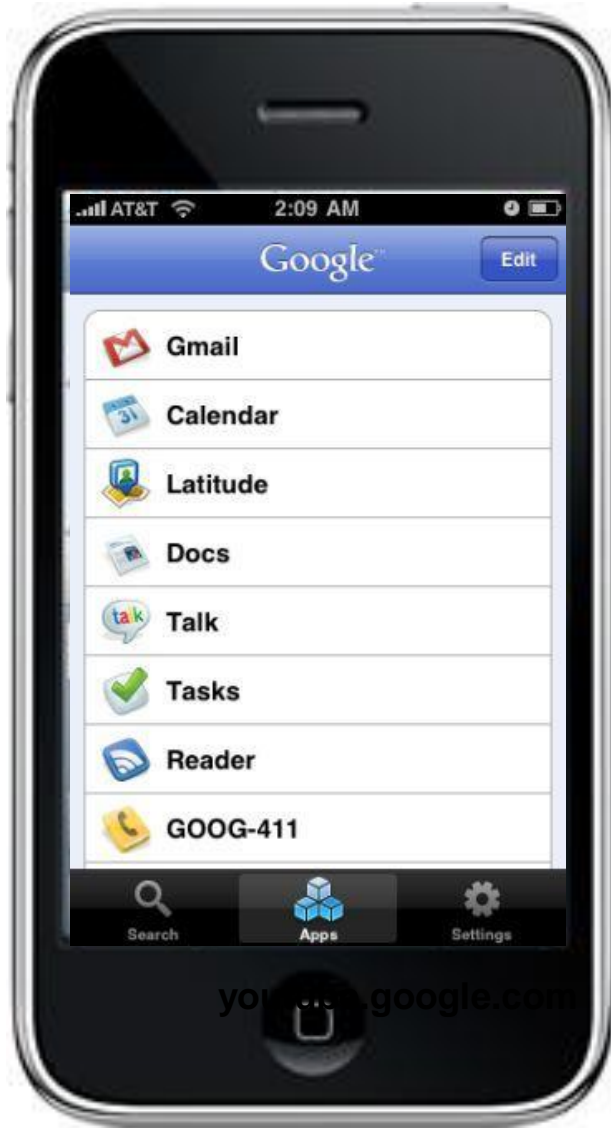 AT&T 2:09 AM
Google™ Edit
31
Gmail
Calendar
Latitude
Docs
talk
Talk
Tasks
Reader
GOOG-411
Search Apps Settings
google.com